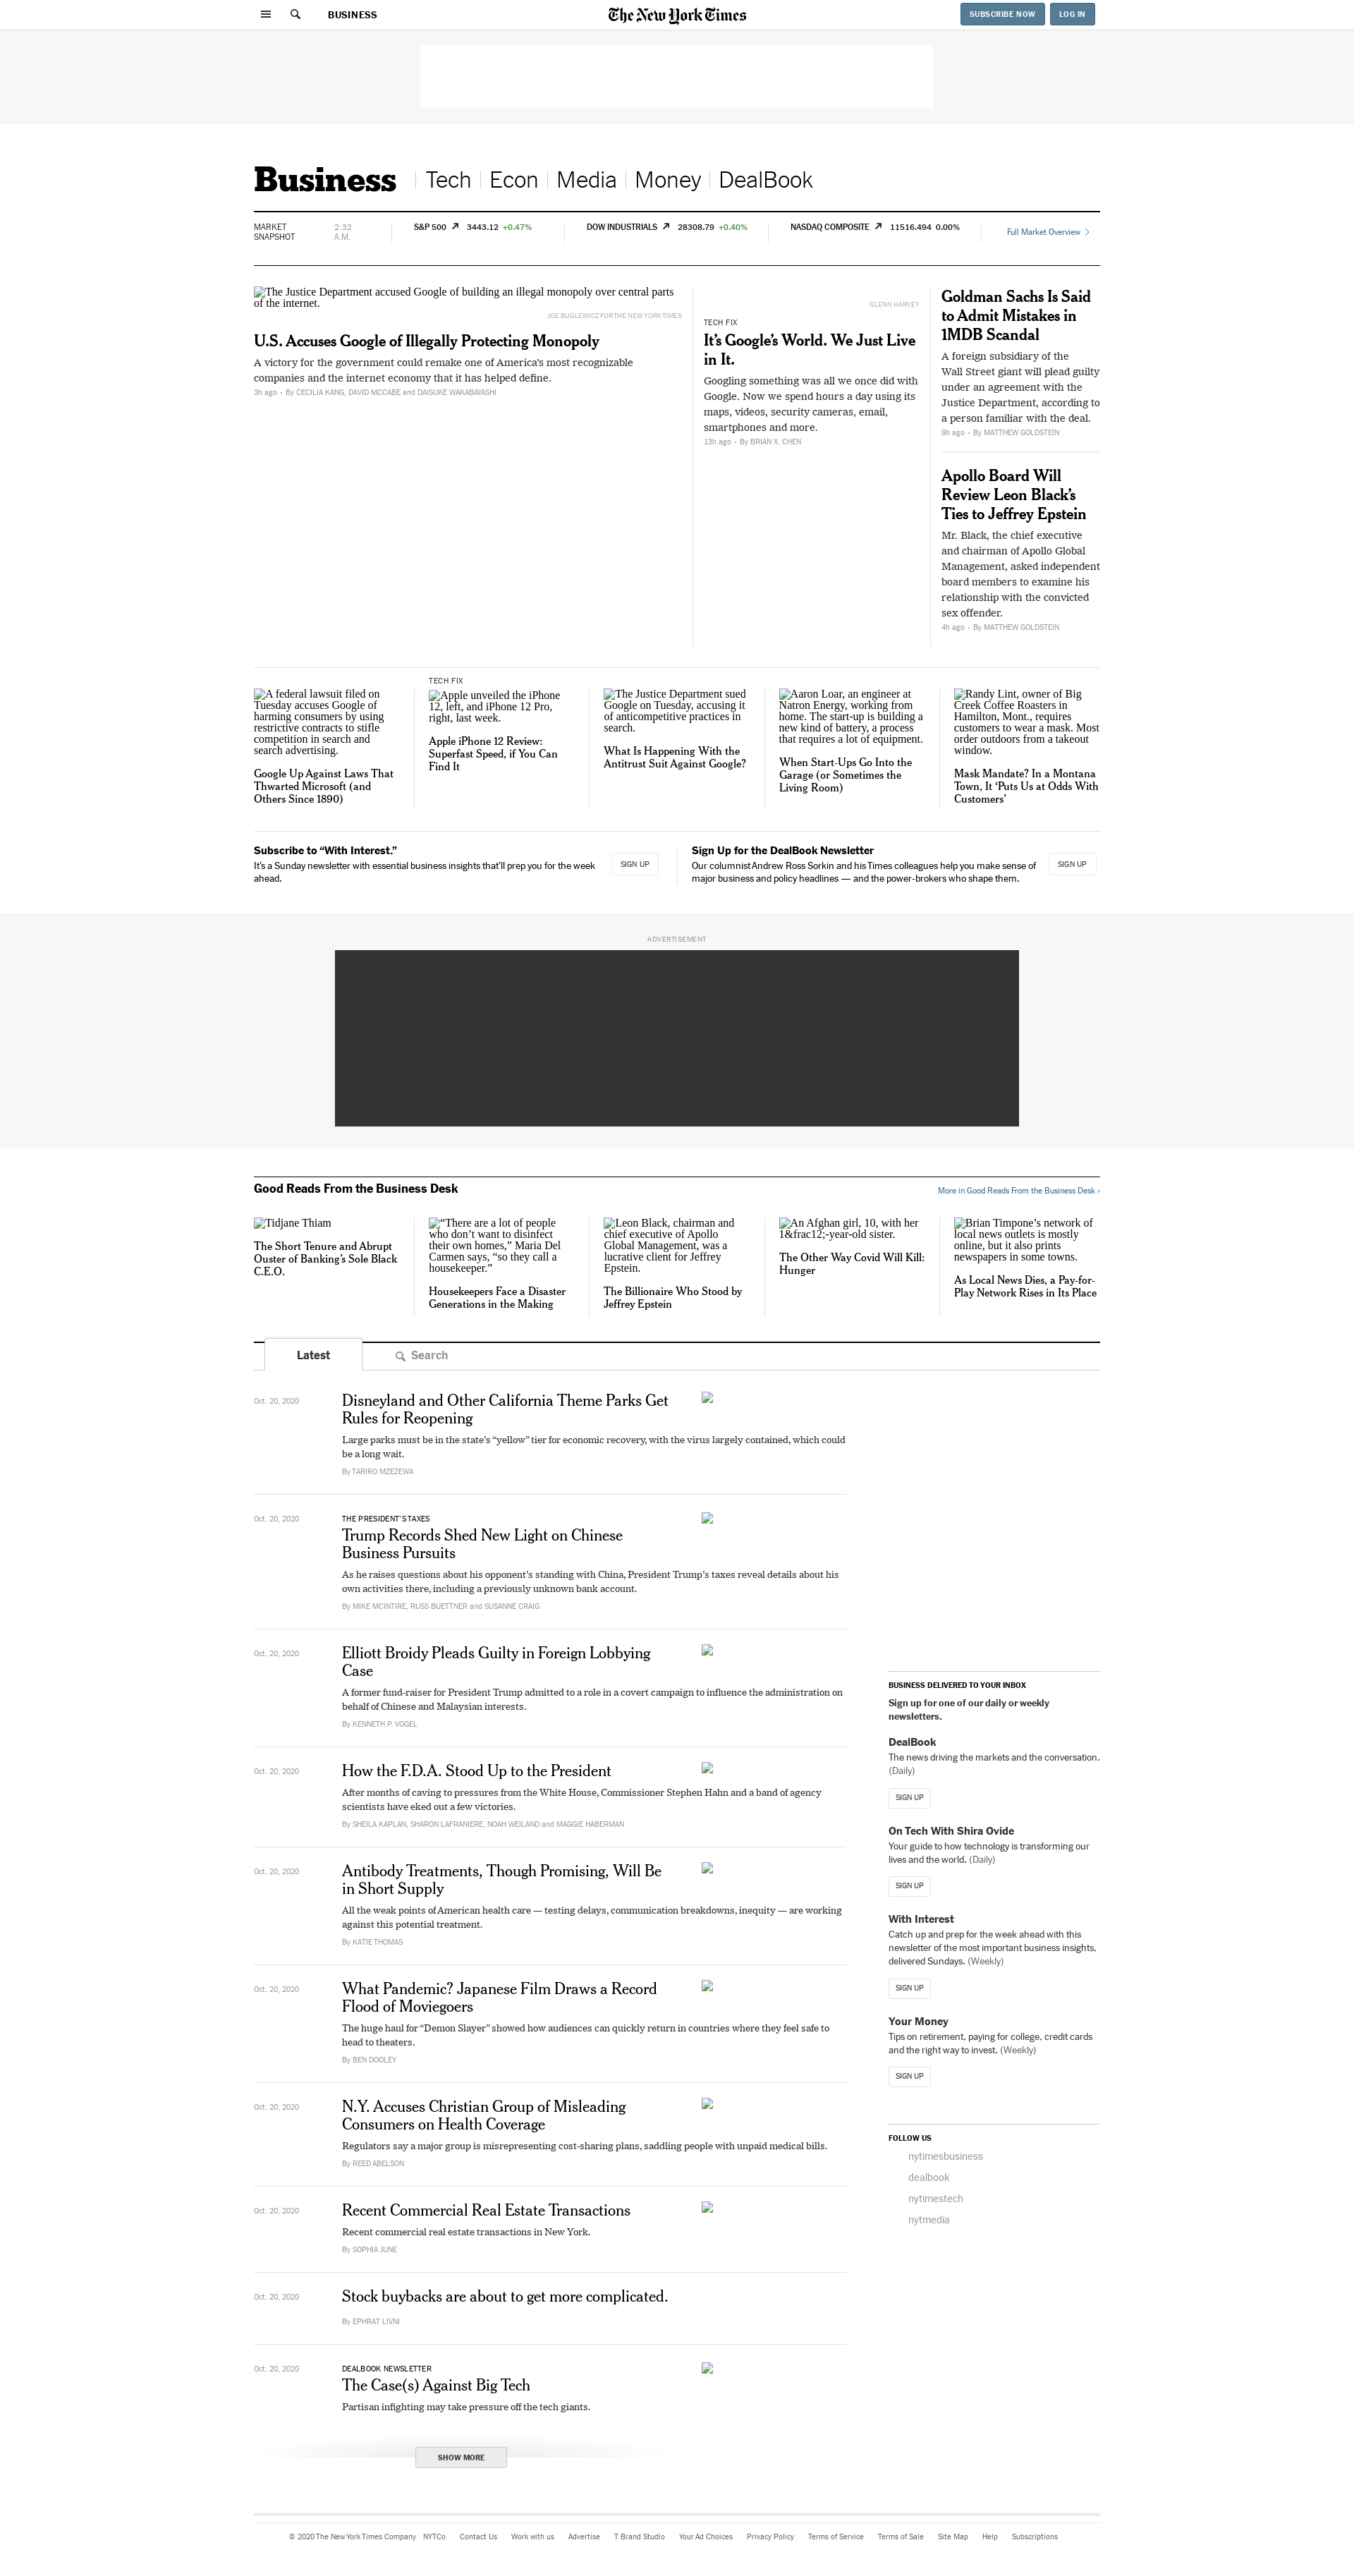 BUSINESS
The New York Times
SUBSCRIBE NOW
LOG IN
Business
Tech
Econ
Media
Money
DealBook
MARKET
SNAPSHOT
2:32
A.M.
S&P 500 3443.12 +0.47%
DOW INDUSTRIALS 28308.79 +0.40%
NASDAQ COMPOSITE 11516.494 0.00%
Full Market Overview
The Justice Department accused Google of building an illegal monopoly over central parts
of the internet.
JOE BUGLEWICZ FOR THE NEW YORK TIMES
U.S. Accuses Google of Illegally Protecting Monopoly
A victory for the government could remake one of America’s most recognizable
companies and the internet economy that it has helped define.
3h ago • By CECILIA KANG, DAVID MCCABE and DAISUKE WAKABAYASHI
GLENN HARVEY
TECH FIX
It’s Google’s World. We Just Live
in It.
Googling something was all we once did with
Google. Now we spend hours a day using its
maps, videos, security cameras, email,
smartphones and more.
13h ago • By BRIAN X. CHEN
Goldman Sachs Is Said
to Admit Mistakes in
1MDB Scandal
A foreign subsidiary of the
Wall Street giant will plead guilty
under an agreement with the
Justice Department, according to
a person familiar with the deal.
8h ago • By MATTHEW GOLDSTEIN
Apollo Board Will
Review Leon Black’s
Ties to Jeffrey Epstein
Mr. Black, the chief executive
and chairman of Apollo Global
Management, asked independent
board members to examine his
relationship with the convicted
sex offender.
4h ago • By MATTHEW GOLDSTEIN
A federal lawsuit filed on
Tuesday accuses Google of
harming consumers by using
restrictive contracts to stifle
competition in search and
search advertising.
Google Up Against Laws That
Thwarted Microsoft (and
Others Since 1890)
TECH FIX
Apple unveiled the iPhone
12, left, and iPhone 12 Pro,
right, last week.
Apple iPhone 12 Review:
Superfast Speed, if You Can
Find It
The Justice Department sued
Google on Tuesday, accusing it
of anticompetitive practices in
search.
What Is Happening With the
Antitrust Suit Against Google?
Aaron Loar, an engineer at
Natron Energy, working from
home. The start-up is building a
new kind of battery, a process
that requires a lot of equipment.
When Start-Ups Go Into the
Garage (or Sometimes the
Living Room)
Randy Lint, owner of Big
Creek Coffee Roasters in
Hamilton, Mont., requires
customers to wear a mask. Most
order outdoors from a takeout
window.
Mask Mandate? In a Montana
Town, It ‘Puts Us at Odds With
Customers’
Subscribe to “With Interest.”
It’s a Sunday newsletter with essential business insights that’ll prep you for the week
ahead.
SIGN UP
Sign Up for the DealBook Newsletter
Our columnist Andrew Ross Sorkin and his Times colleagues help you make sense of
major business and policy headlines — and the power-brokers who shape them.
SIGN UP
ADVERTISEMENT
Good Reads From the Business Desk
More in Good Reads From the Business Desk ›
Tidjane Thiam
The Short Tenure and Abrupt
Ouster of Banking’s Sole Black
C.E.O.
“There are a lot of people
who don’t want to disinfect
their own homes,” Maria Del
Carmen says, “so they call a
housekeeper.”
Housekeepers Face a Disaster
Generations in the Making
Leon Black, chairman and
chief executive of Apollo
Global Management, was a
lucrative client for Jeffrey
Epstein.
The Billionaire Who Stood by
Jeffrey Epstein
An Afghan girl, 10, with her
1&frac12;-year-old sister.
The Other Way Covid Will Kill:
Hunger
Brian Timpone’s network of
local news outlets is mostly
online, but it also prints
newspapers in some towns.
As Local News Dies, a Pay-for-
Play Network Rises in Its Place
Latest
Search
Oct. 20, 2020
Disneyland and Other California Theme Parks Get
Rules for Reopening
Large parks must be in the state’s “yellow” tier for economic recovery, with the virus largely contained, which could
be a long wait.
By TARIRO MZEZEWA
Oct. 20, 2020
THE PRESIDENT’S TAXES
Trump Records Shed New Light on Chinese
Business Pursuits
As he raises questions about his opponent’s standing with China, President Trump’s taxes reveal details about his
own activities there, including a previously unknown bank account.
By MIKE MCINTIRE, RUSS BUETTNER and SUSANNE CRAIG
Oct. 20, 2020
Elliott Broidy Pleads Guilty in Foreign Lobbying
Case
A former fund-raiser for President Trump admitted to a role in a covert campaign to influence the administration on
behalf of Chinese and Malaysian interests.
By KENNETH P. VOGEL
Oct. 20, 2020
How the F.D.A. Stood Up to the President
After months of caving to pressures from the White House, Commissioner Stephen Hahn and a band of agency
scientists have eked out a few victories.
By SHEILA KAPLAN, SHARON LAFRANIERE, NOAH WEILAND and MAGGIE HABERMAN
Oct. 20, 2020
Antibody Treatments, Though Promising, Will Be
in Short Supply
All the weak points of American health care — testing delays, communication breakdowns, inequity — are working
against this potential treatment.
By KATIE THOMAS
Oct. 20, 2020
What Pandemic? Japanese Film Draws a Record
Flood of Moviegoers
The huge haul for “Demon Slayer” showed how audiences can quickly return in countries where they feel safe to
head to theaters.
By BEN DOOLEY
Oct. 20, 2020
N.Y. Accuses Christian Group of Misleading
Consumers on Health Coverage
Regulators say a major group is misrepresenting cost-sharing plans, saddling people with unpaid medical bills.
By REED ABELSON
Oct. 20, 2020
Recent Commercial Real Estate Transactions
Recent commercial real estate transactions in New York.
By SOPHIA JUNE
Oct. 20, 2020
Stock buybacks are about to get more complicated.
By EPHRAT LIVNI
Oct. 20, 2020
DEALBOOK NEWSLETTER
The Case(s) Against Big Tech
Partisan infighting may take pressure off the tech giants.
SHOW MORE
BUSINESS DELIVERED TO YOUR INBOX
Sign up for one of our daily or weekly
newsletters.
DealBook
The news driving the markets and the conversation.
(Daily)
SIGN UP
On Tech With Shira Ovide
Your guide to how technology is transforming our
lives and the world. (Daily)
SIGN UP
With Interest
Catch up and prep for the week ahead with this
newsletter of the most important business insights,
delivered Sundays. (Weekly)
SIGN UP
Your Money
Tips on retirement, paying for college, credit cards
and the right way to invest. (Weekly)
SIGN UP
FOLLOW US
nytimesbusiness
dealbook
nytimestech
nytmedia
© 2020 The New York Times Company NYTCo Contact Us Work with us Advertise T Brand Studio Your Ad Choices Privacy Policy Terms of Service Terms of Sale Site Map Help Subscriptions